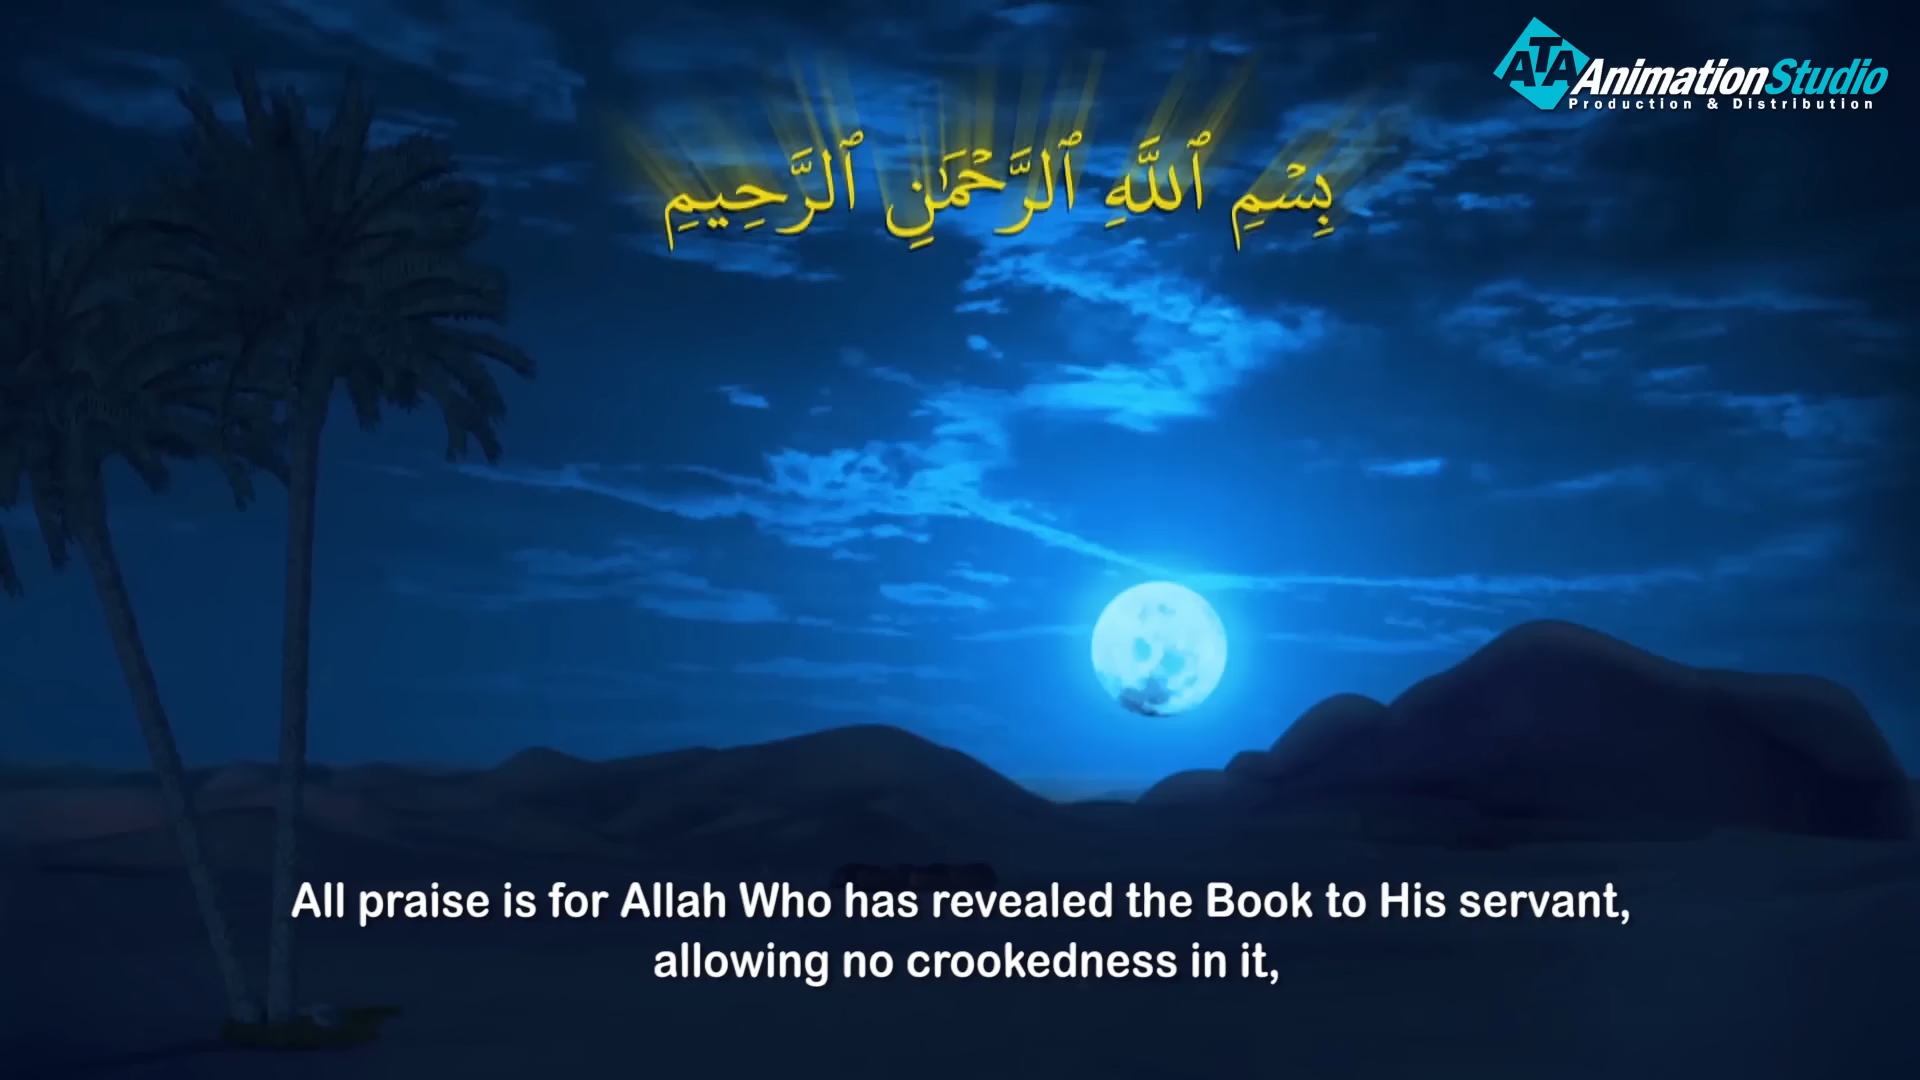 ATA AnimationStudio
Production & Distribution
بِسْمِ ٱللَّهِ ٱلرَّحْمَٰنِ ٱلرَّحِيمِ
All praise is for Allah Who has revealed the Book to His servant,
allowing no crookedness in it,